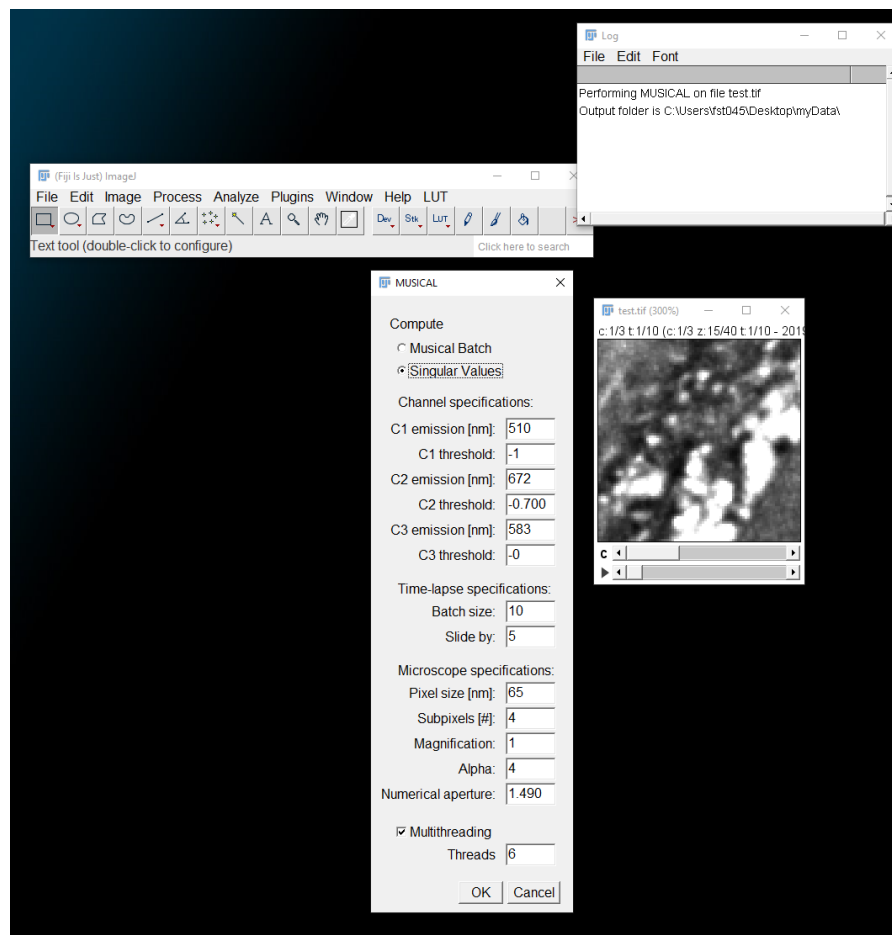 Log
File Edit Font
Performing MUSICAL on file test.tif
Output folder is C:\Users\fst045\Desktop\myData\
(Fiji Is Just) ImageJ
File Edit Image Process Analyze Plugins Window Help LUT
A Dev Stk LUT
Text tool (double-click to configure)
Click here to search
MUSICAL
Compute
Musical Batch
Singular Values
Channel specifications:
C1 emission [nm]: 510
C1 threshold: -1
C2 emission [nm]: 672
C2 threshold: -0.700
C3 emission [nm]: 583
C3 threshold: -0
Time-lapse specifications:
Batch size: 10
Slide by: 5
Microscope specifications:
Pixel size [nm]: 65
Subpixels [#]: 4
Magnification: 1
Alpha: 4
Numerical aperture: 1.490
Multithreading
Threads 6
OK Cancel
test.tif (300%)
c:1/3 t:1/10 (c:1/3 z:15/40 t:1/10 - 2019
c